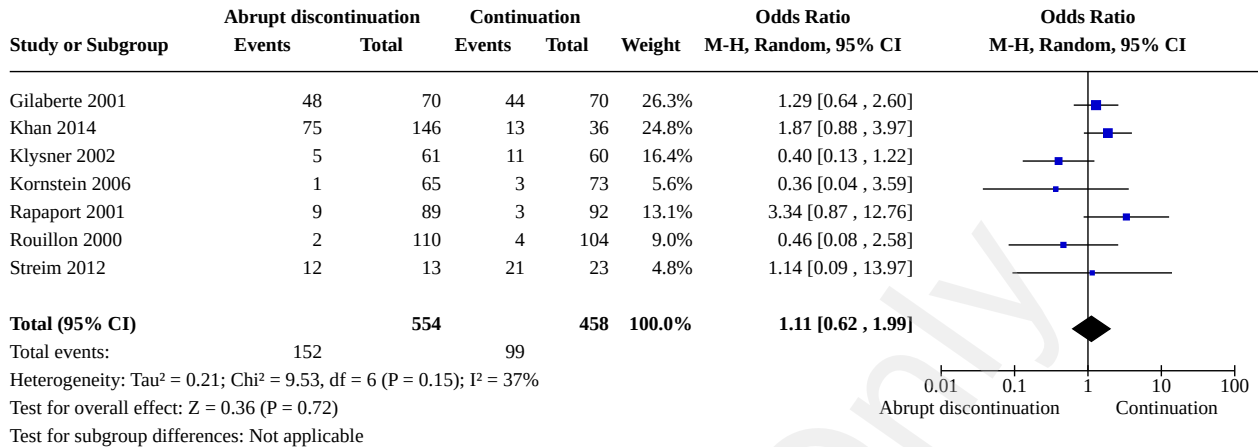 Abrupt discontinuation Continuation Odds Ratio Odds Ratio
Study or Subgroup Events Total Events Total Weight M-H, Random, 95% CI M-H, Random, 95% CI
Gilaberte 2001 48 70 44 70 26.3% 1.29 [0.64 , 2.60]
Khan 2014 75 146 13 36 24.8% 1.87 [0.88 , 3.97]
Klysner 2002 5 61 11 60 16.4% 0.40 [0.13 , 1.22]
Kornstein 2006 1 65 3 73 5.6% 0.36 [0.04 , 3.59]
Rapaport 2001 9 89 3 92 13.1% 3.34 [0.87 , 12.76]
Rouillon 2000 2 110 4 104 9.0% 0.46 [0.08 , 2.58]
Streim 2012 12 13 21 23 4.8% 1.14 [0.09 , 13.97]
Total (95% CI) 554 458 100.0% 1.11 [0.62 , 1.99]
Total events: 152 99
Heterogeneity: Tau² = 0.21; Chi² = 9.53, df = 6 (P = 0.15); I² = 37%
0.01 0.1 1 10 100
Test for overall effect: Z = 0.36 (P = 0.72) Abrupt discontinuation Continuation
Test for subgroup differences: Not applicable
only